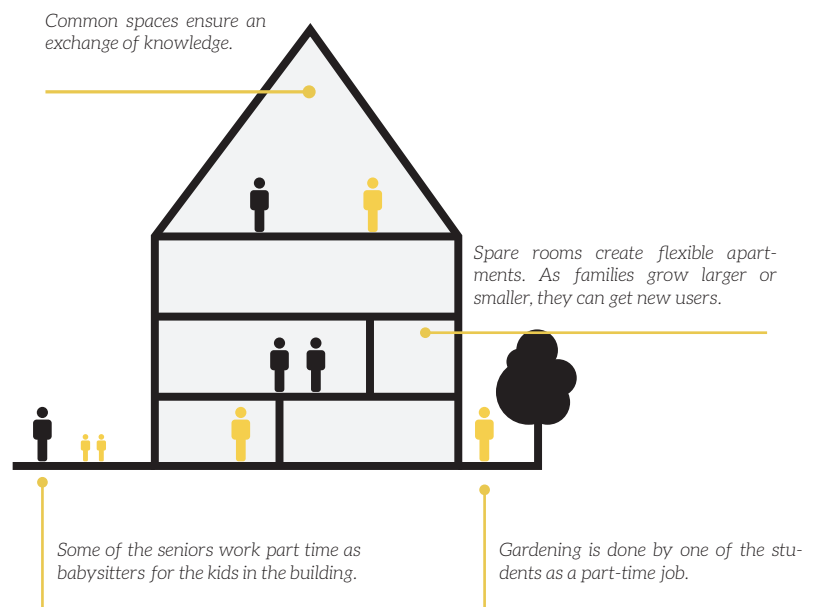 Common spaces ensure an
exchange of knowledge.
Spare rooms create flexible apart-
ments. As families grow larger or
smaller, they can get new users.
Some of the seniors work part time as
babysitters for the kids in the building.
Gardening is done by one of the stu-
dents as a part-time job.